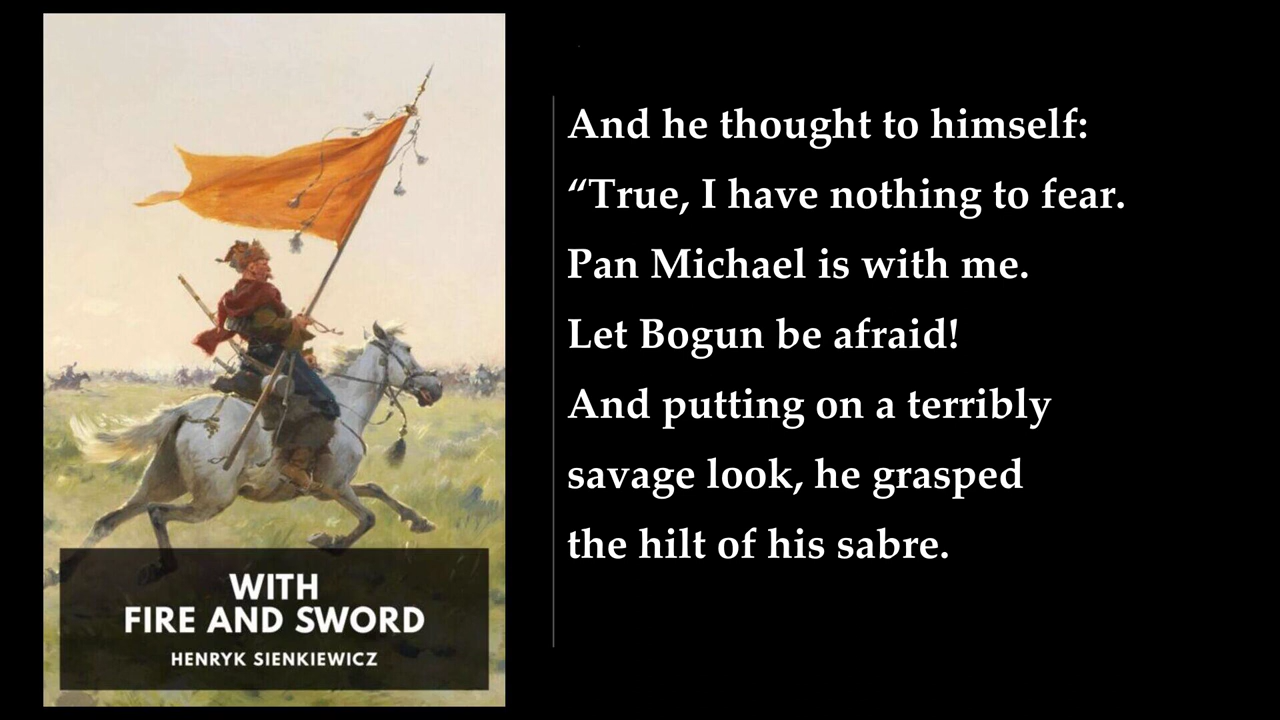 WITH
FIRE AND SWORD
HENRYK SIENKIEWICZ
And he thought to himself:
“True, I have nothing to fear.
Pan Michael is with me.
Let Bogun be afraid!
And putting on a terribly
savage look, he grasped
the hilt of his sabre.